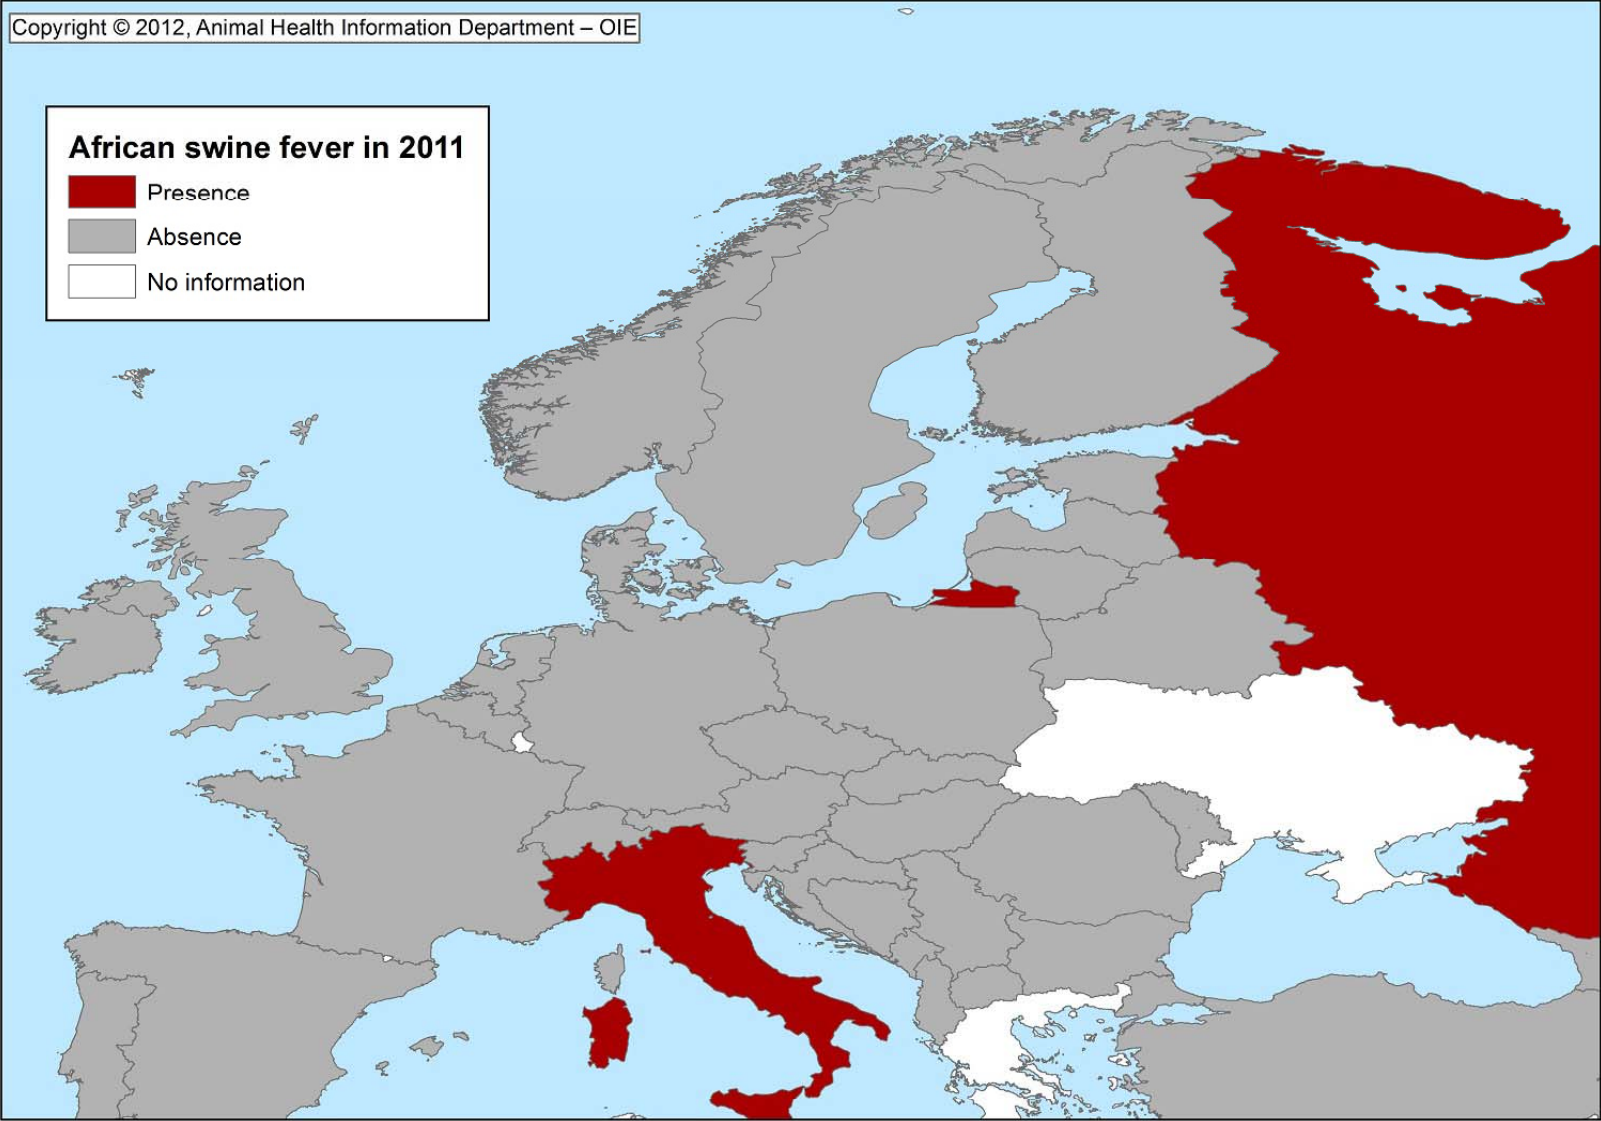 Copyright © 2012, Animal Health Information Department – OIE
African swine fever in 2011
Presence
Absence
No information